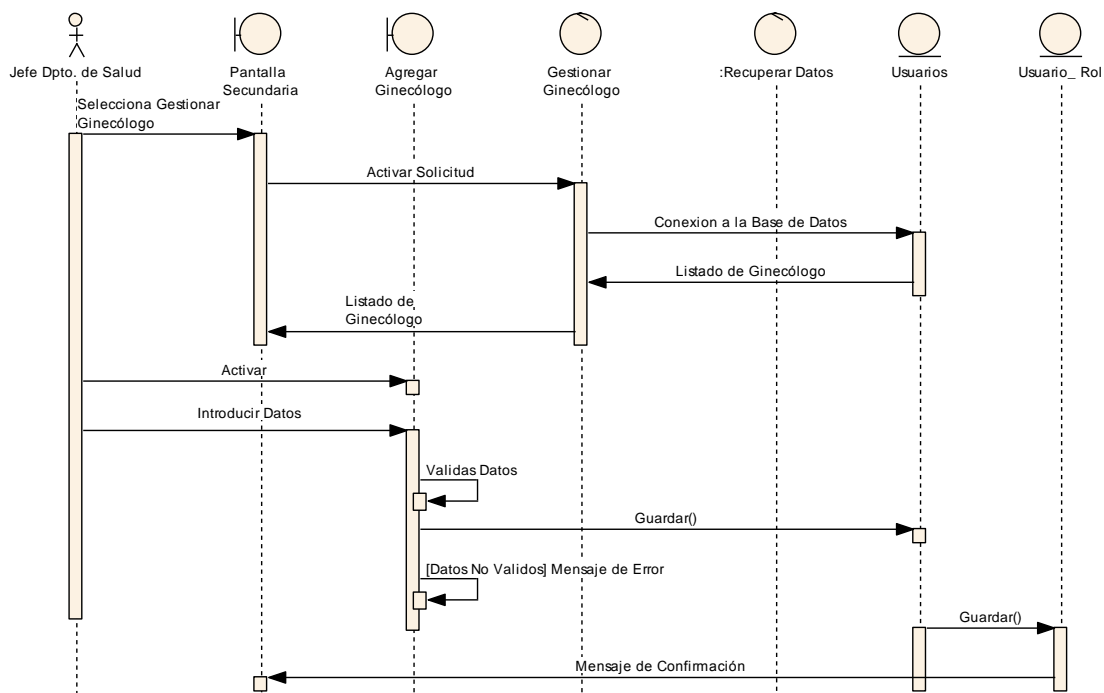 Jefe Dpto. de Salud
Pantalla
Secundaria
Agregar
Ginecólogo
Gestionar
Ginecólogo
:Recuperar Datos
Usuarios
Usuario_ Rol
Selecciona Gestionar
Ginecólogo
Activar Solicitud
Conexion a la Base de Datos
Listado de Ginecólogo
Listado de
Ginecólogo
Activar
Introducir Datos
Validas Datos
Guardar()
[Datos No Validos] Mensaje de Error
Guardar()
Mensaje de Confirmación